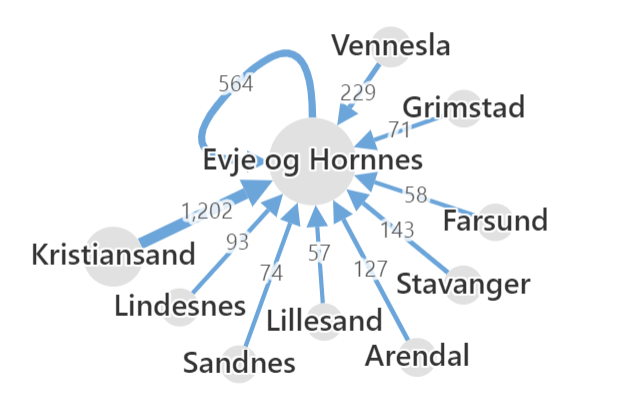 Vennesla
564
229
Grimstad
71
Evje og Hornnes
58
1,202
Farsund
143
93
Kristiansand
57
127
74
Stavanger
Lindesnes
Lillesand
Sandnes
Arendal